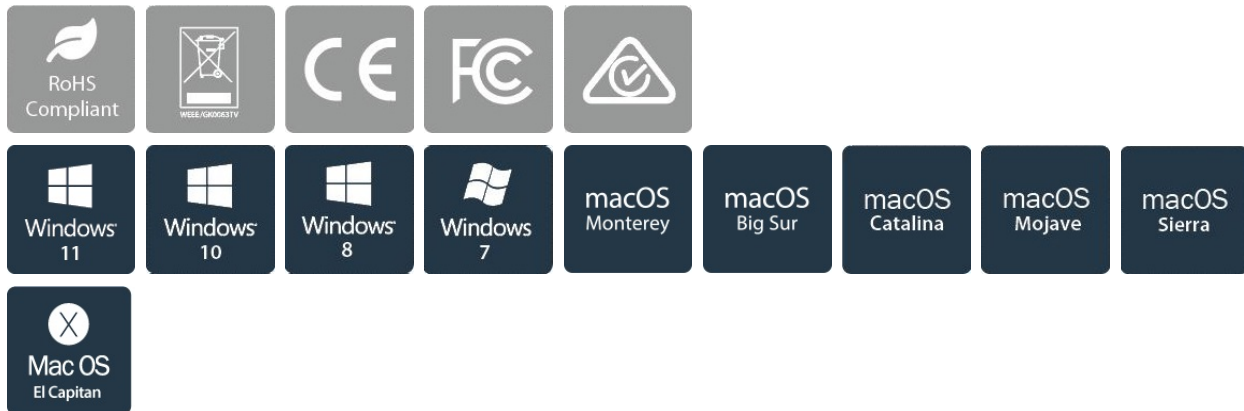 RoHS
Compliant
WEEE/GK0083TV
CE
FC
Windows
11
Windows
10
Windows
8
Windows
7
macOS
Monterey
macOS
Big Sur
macOS
Catalina
macOS
Mojave
macOS
Sierra
X
Mac OS
El Capitan